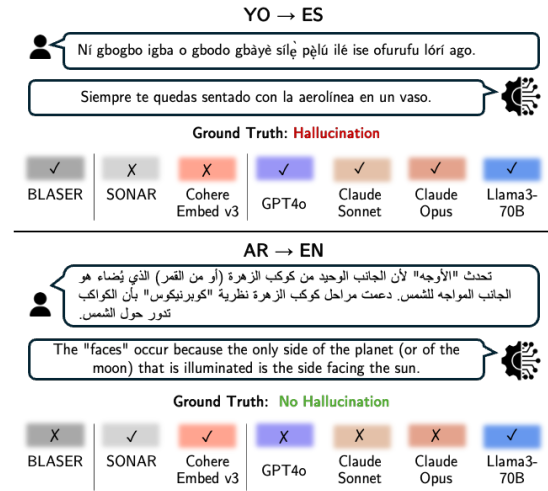 YO → ES
Ní gbogbo igba o gbodo gbàyè sílẹ̀ pẹ̀lú ilé ise ofurufu lórí ago.
Siempre te quedas sentado con la aerolínea en un vaso.
Ground Truth: Hallucination
✓ ✗ ✗ ✓ ✓ ✓ ✓
BLASER SONAR Cohere Embed v3 GPT4o Claude Sonnet Claude Opus Llama3-70B
AR → EN
تحدث "الأوجه" لأن الجانب الوحيد من كوكب الزهرة (أو من القمر) الذي يُضاء هو
الجانب المواجه للشمس. دعمت مراحل كوكب الزهرة نظرية "كوبرنيكوس" بأن الكواكب
تدور حول الشمس.
The "faces" occur because the only side of the planet (or of the
moon) that is illuminated is the side facing the sun.
Ground Truth: No Hallucination
✗ ✓ ✓ ✗ ✗ ✗ ✓
BLASER SONAR Cohere Embed v3 GPT4o Claude Sonnet Claude Opus Llama3-70B